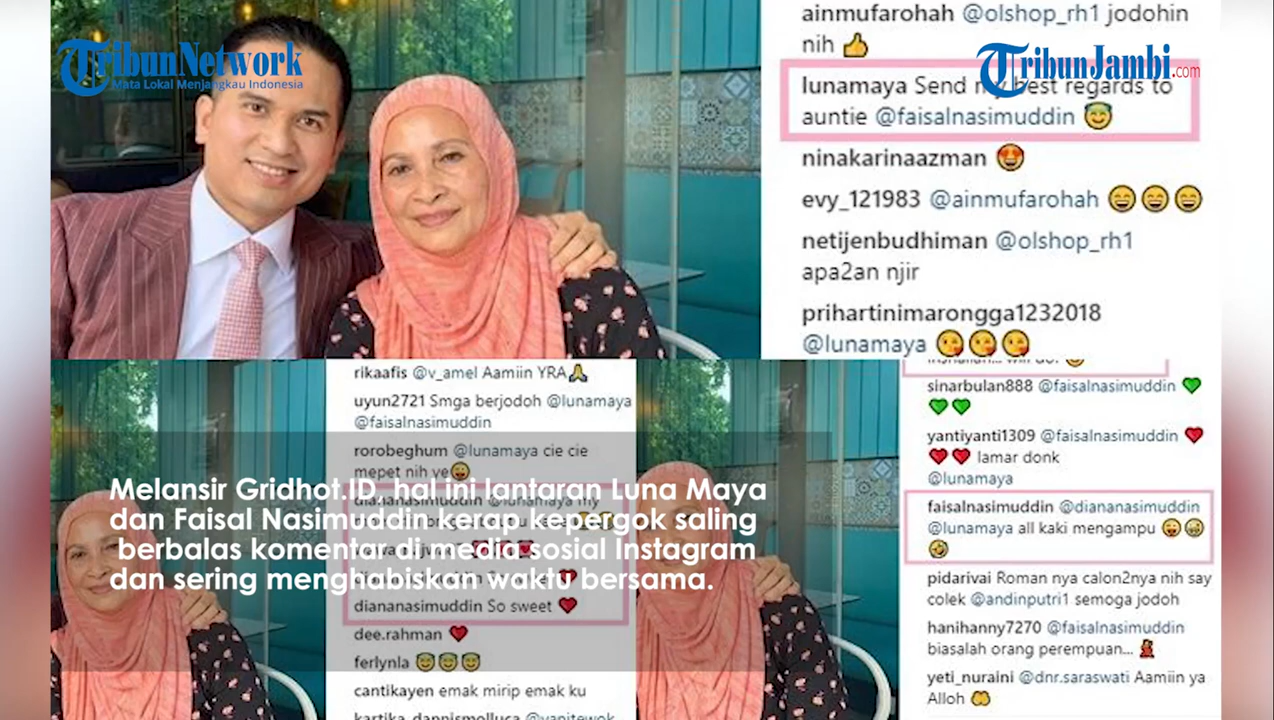 TribunNetwork
Mata Lokal Menjangkau Indonesia
TribunJambi.com
ainmufarohah @olshop_rh1 jodohin
nih 👍
lunamaya Send my best regards to
auntie @faisalnasimuddin 😇
ninakarinaazman 😍
evy_121983 @ainmufarohah 😄😄😄
netijenbudhiman @olshop_rh1
apa2an njir
prihartinimarongga1232018
@lunamaya 😘😘😘
rikaafis @v_amel Aamiin YRA🙏
uyun2721 Smga berjodoh @lunamaya
@faisalnasimuddin
rorobeghum @lunamaya cie cie
mepet nih ye😜
diananasimuddin @lunamaya my
diananasimuddin So sweet ❤
dee.rahman ❤
ferlynla 😇😇😇
cantikayen emak mirip emak ku
Melansir Gridhot.ID, hal ini lantaran Luna Maya
dan Faisal Nasimuddin kerap kepergok saling
berbalas komentar di media sosial Instagram
dan sering menghabiskan waktu bersama.
sinarbulan888 @faisalnasimuddin 💚
💚💚
yantiyanti1309 @faisalnasimuddin ❤
❤❤ lamar donk
@lunamaya
faisalnasimuddin @diananasimuddin
@lunamaya all kaki mengampu 😜😂
🤣
pidarivai Roman nya calon2nya nih say
colek @andinputri1 semoga jodoh
hanihanny7270 @faisalnasimuddin
biasalah orang perempuan... 💃
yeti_nuraini @dnr.saraswati Aamiin ya
Alloh 🤲